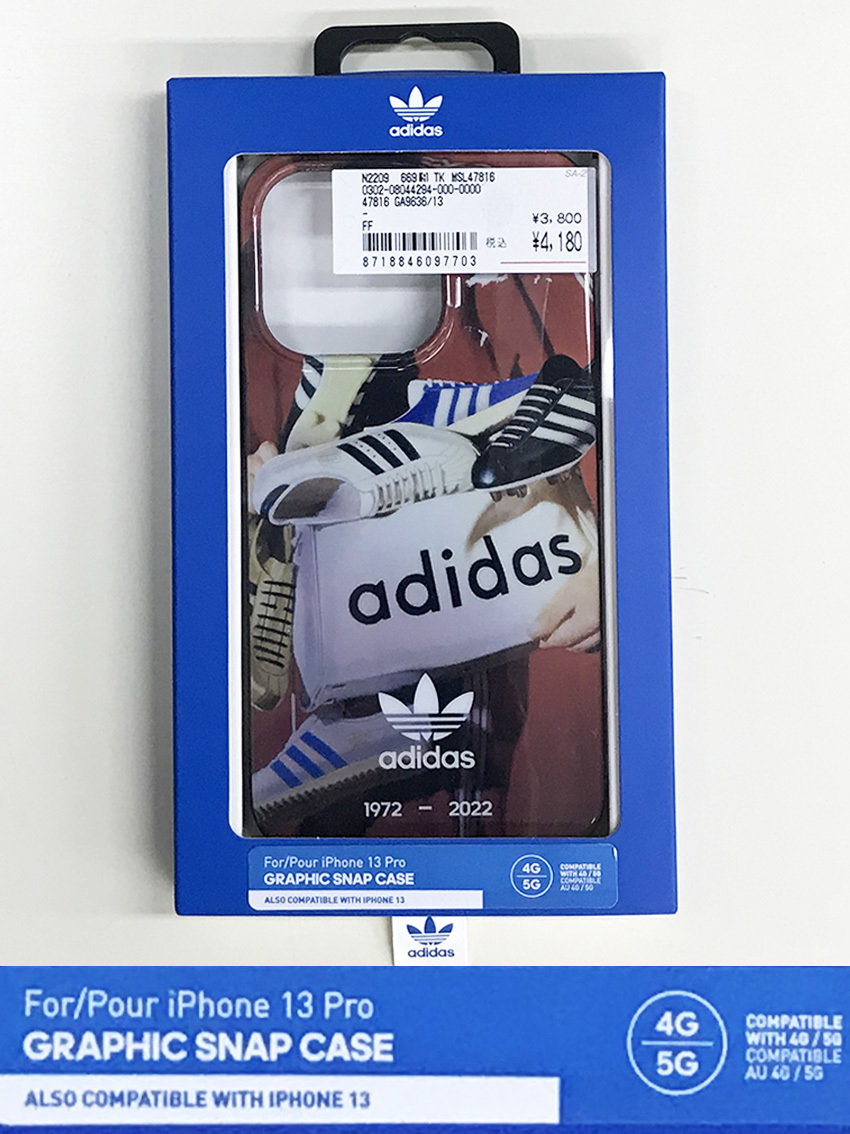 adidas
SA-2
N2209 669 TK MSL47816
0302-08044294-000-0000
47816 GA9636/13
-
FF
¥3,800
税込 ¥4,180
8718846097703
adidas
adidas
1972 - 2022
For/Pour iPhone 13 Pro
GRAPHIC SNAP CASE
ALSO COMPATIBLE WITH IPHONE 13
4G
5G
COMPATIBLE
WITH 4G / 5G
COMPATIBLE
AU 4G / 5G
adidas
For/Pour iPhone 13 Pro
GRAPHIC SNAP CASE
ALSO COMPATIBLE WITH IPHONE 13
4G
5G
COMPATIBLE
WITH 4G / 5G
COMPATIBLE
AU 4G / 5G